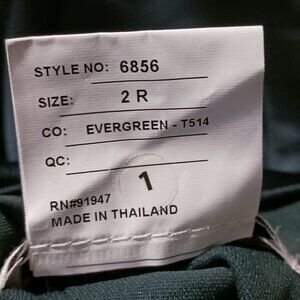 STYLE NO: 6856
SIZE: 2 R
CO: EVERGREEN - T514
QC:
1
RN#91947
MADE IN THAILAND